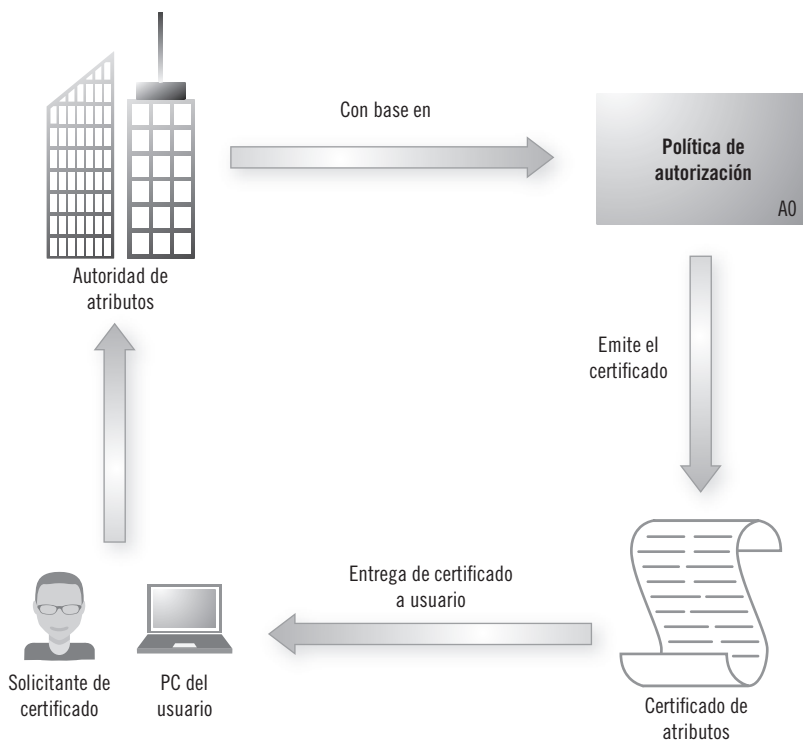 Con base en
Política de
autorización
A0
Autoridad de
atributos
Emite el
certificado
Entrega de certificado
a usuario
Solicitante de
certificado
PC del
usuario
Certificado de
atributos